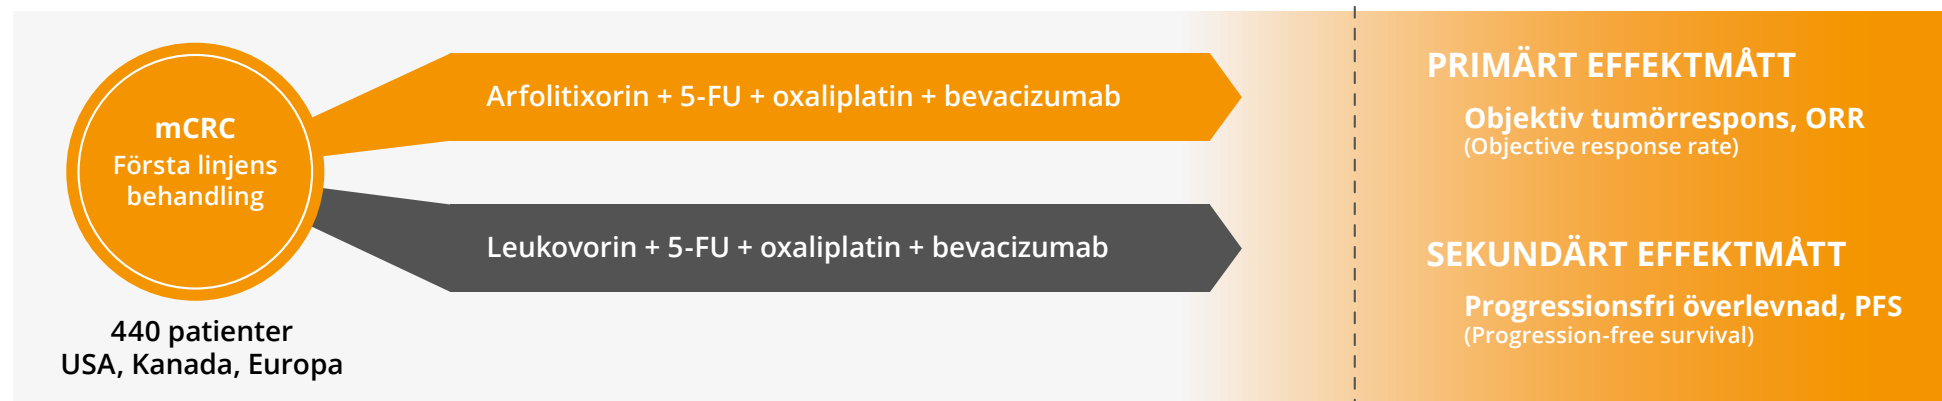 mCRC
Första linjens
behandling
440 patienter
USA, Kanada, Europa
Arfolitixorin + 5-FU + oxaliplatin + bevacizumab
Leukovorin + 5-FU + oxaliplatin + bevacizumab
PRIMÄRT EFFEKTMÅTT
Objektiv tumörrespons, ORR
(Objective response rate)
SEKUNDÄRT EFFEKTMÅTT
Progressionsfri överlevnad, PFS
(Progression-free survival)